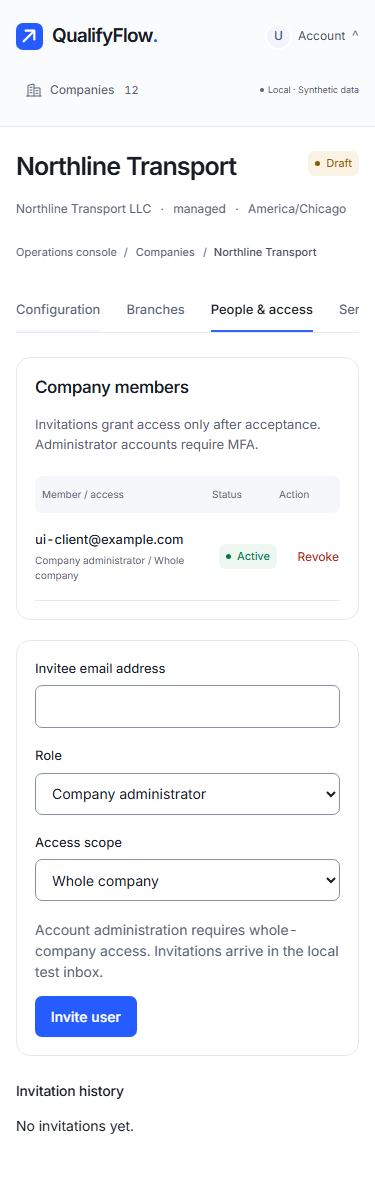 QualifyFlow.
U Account ^
Companies 12
Local · Synthetic data
Northline Transport
Draft
Northline Transport LLC · managed · America/Chicago
Operations console / Companies / Northline Transport
Configuration Branches People & access Ser
Company members
Invitations grant access only after acceptance.
Administrator accounts require MFA.
Member / access Status Action
ui-client@example.com
Company administrator / Whole
company
Active
Revoke
Invitee email address
Role
Company administrator
Access scope
Whole company
Account administration requires whole-
company access. Invitations arrive in the local
test inbox.
Invite user
Invitation history
No invitations yet.